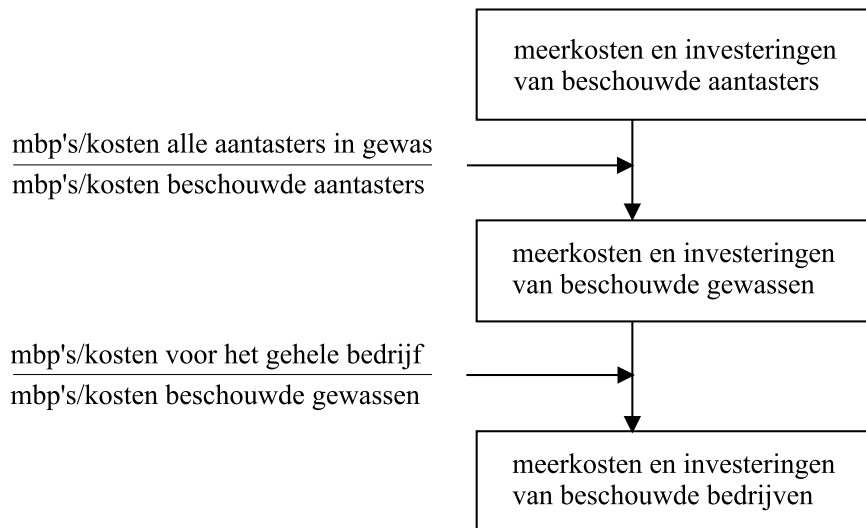 meerkosten en investeringen
van beschouwde aantasters
mbp's/kosten alle aantasters in gewas
mbp's/kosten beschouwde aantasters
meerkosten en investeringen
van beschouwde gewassen
mbp's/kosten voor het gehele bedrijf
mbp's/kosten beschouwde gewassen
meerkosten en investeringen
van beschouwde bedrijven